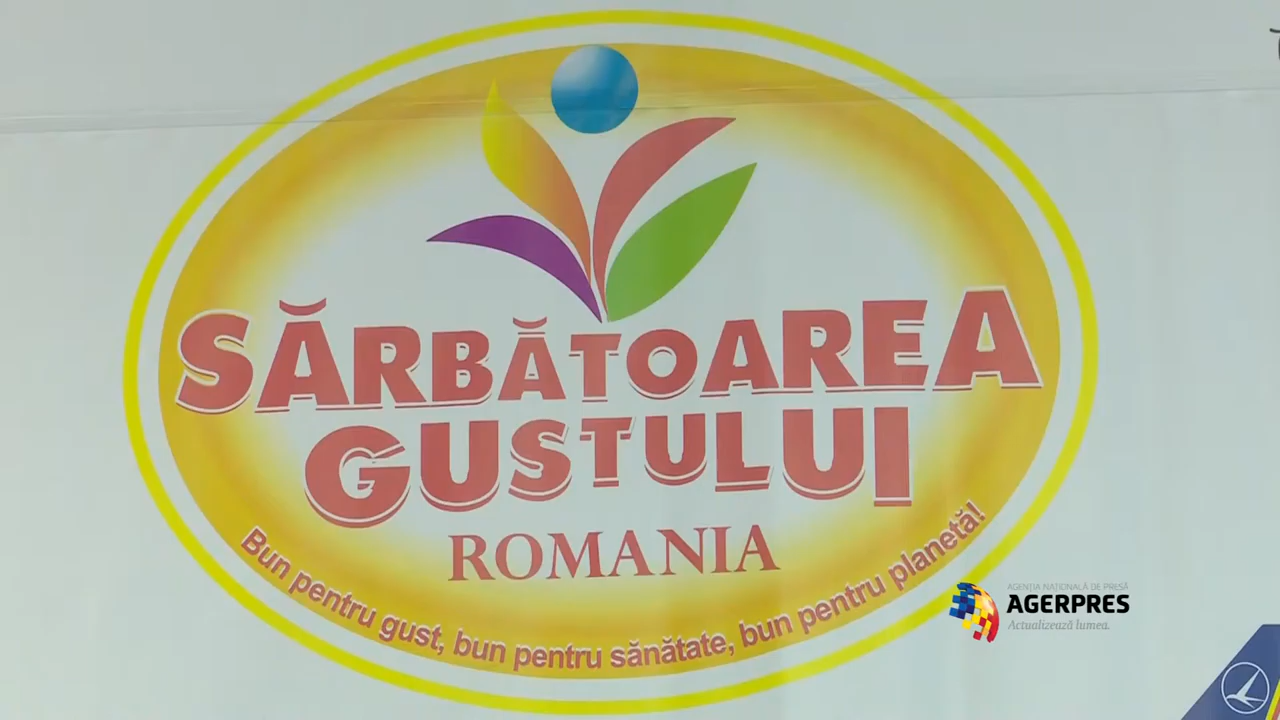 SĂRBĂTOAREA
GUSTULUI
ROMANIA
Bun pentru gust, bun pentru sănătate, bun pentru planetă!
AGENȚIA NAȚIONALĂ DE PRESĂ
AGERPRES
Actualizează lumea.